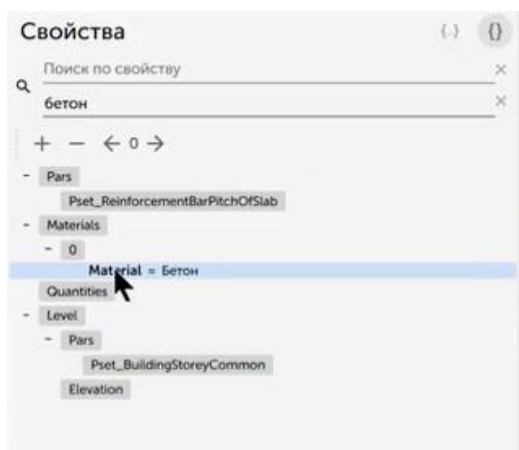 Свойства {..} {}
Поиск по свойству
бетон
+ − ← 0 →
- Pars
Pset_ReinforcementBarPitchOfSlab
- Materials
- 0
Material = Бетон
Quantities
- Level
- Pars
Pset_BuildingStoreyCommon
Elevation